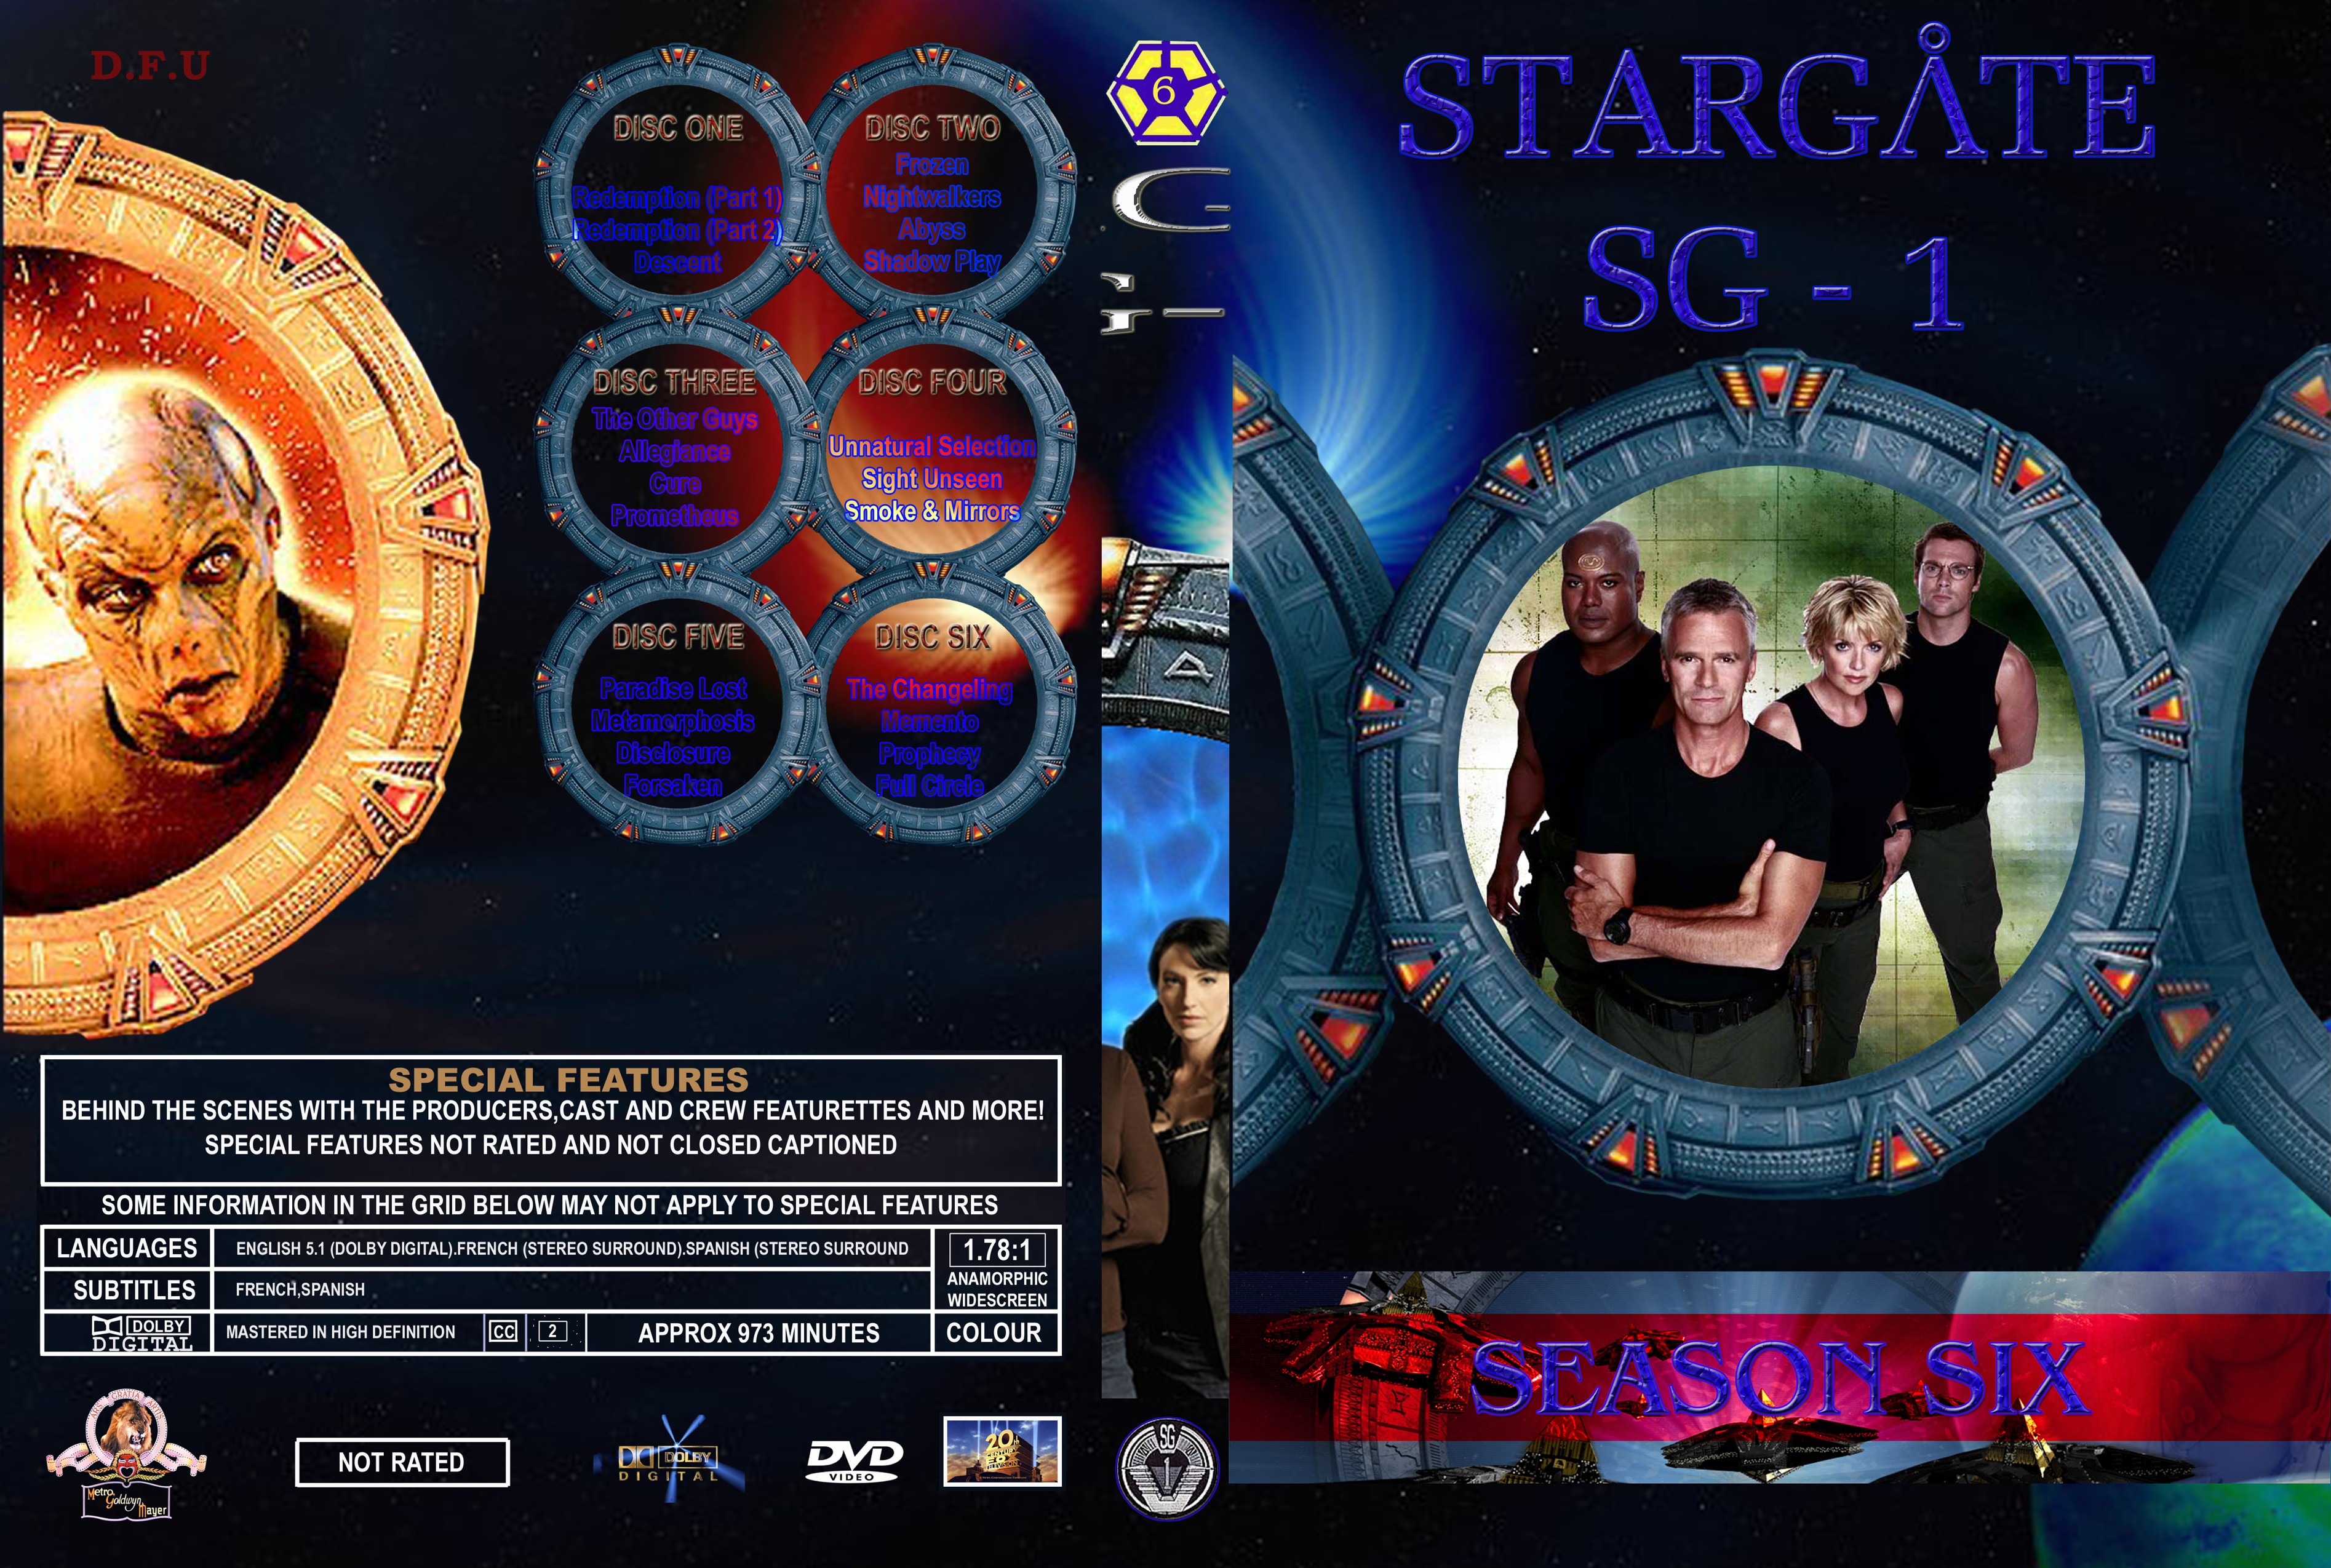 D.F.U
DISC ONE
Redemption (Part 1)
Redemption (Part 2)
Descent
DISC TWO
Frozen
Nightwalkers
Abyss
Shadow Play
DISC THREE
The Other Guys
Allegiance
Cure
Prometheus
DISC FOUR
Unnatural Selection
Sight Unseen
Smoke & Mirrors
DISC FIVE
Paradise Lost
Metamorphosis
Disclosure
Forsaken
DISC SIX
The Changeling
Memento
Prophecy
Full Circle
SPECIAL FEATURES
BEHIND THE SCENES WITH THE PRODUCERS,CAST AND CREW FEATURETTES AND MORE!
SPECIAL FEATURES NOT RATED AND NOT CLOSED CAPTIONED
SOME INFORMATION IN THE GRID BELOW MAY NOT APPLY TO SPECIAL FEATURES
LANGUAGES
ENGLISH 5.1 (DOLBY DIGITAL).FRENCH (STEREO SURROUND).SPANISH (STEREO SURROUND
1.78:1
ANAMORPHIC
WIDESCREEN
SUBTITLES
FRENCH,SPANISH
DOLBY
DIGITAL
MASTERED IN HIGH DEFINITION
CC
2
APPROX 973 MINUTES
COLOUR
ARS GRATIA ARTIS
Metro
Goldwyn
Mayer
NOT RATED
DOLBY
DIGITAL
DVD
VIDEO
20th
CENTURY
FOX
6
G
SG
1
STARGÅTE
SG - 1
SEASON SIX